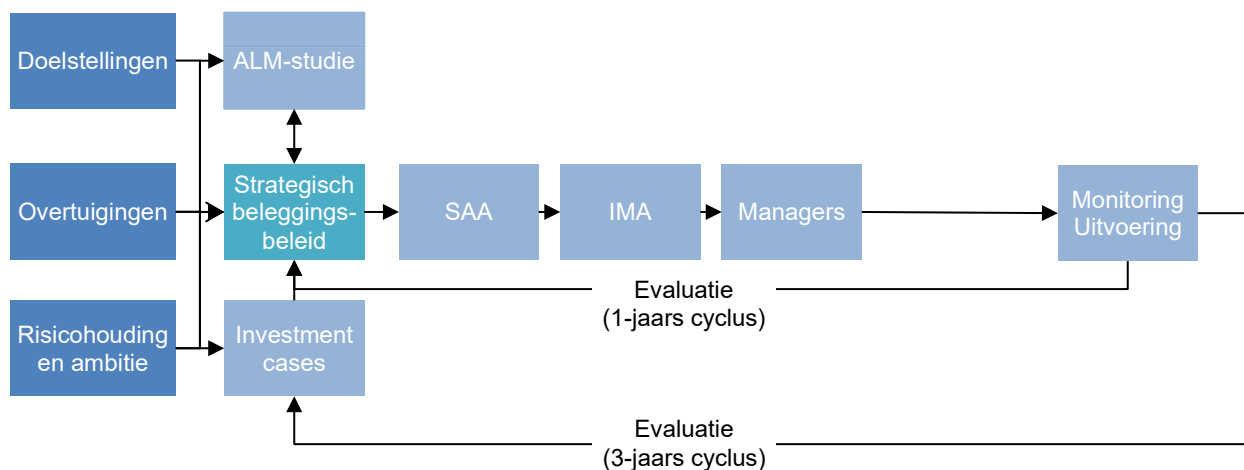 Doelstellingen
ALM-studie
Overtuigingen
Strategisch
beleggings-
beleid
SAA
IMA
Managers
Monitoring
Uitvoering
Evaluatie
(1-jaars cyclus)
Risicohouding
en ambitie
Investment
cases
Evaluatie
(3-jaars cyclus)